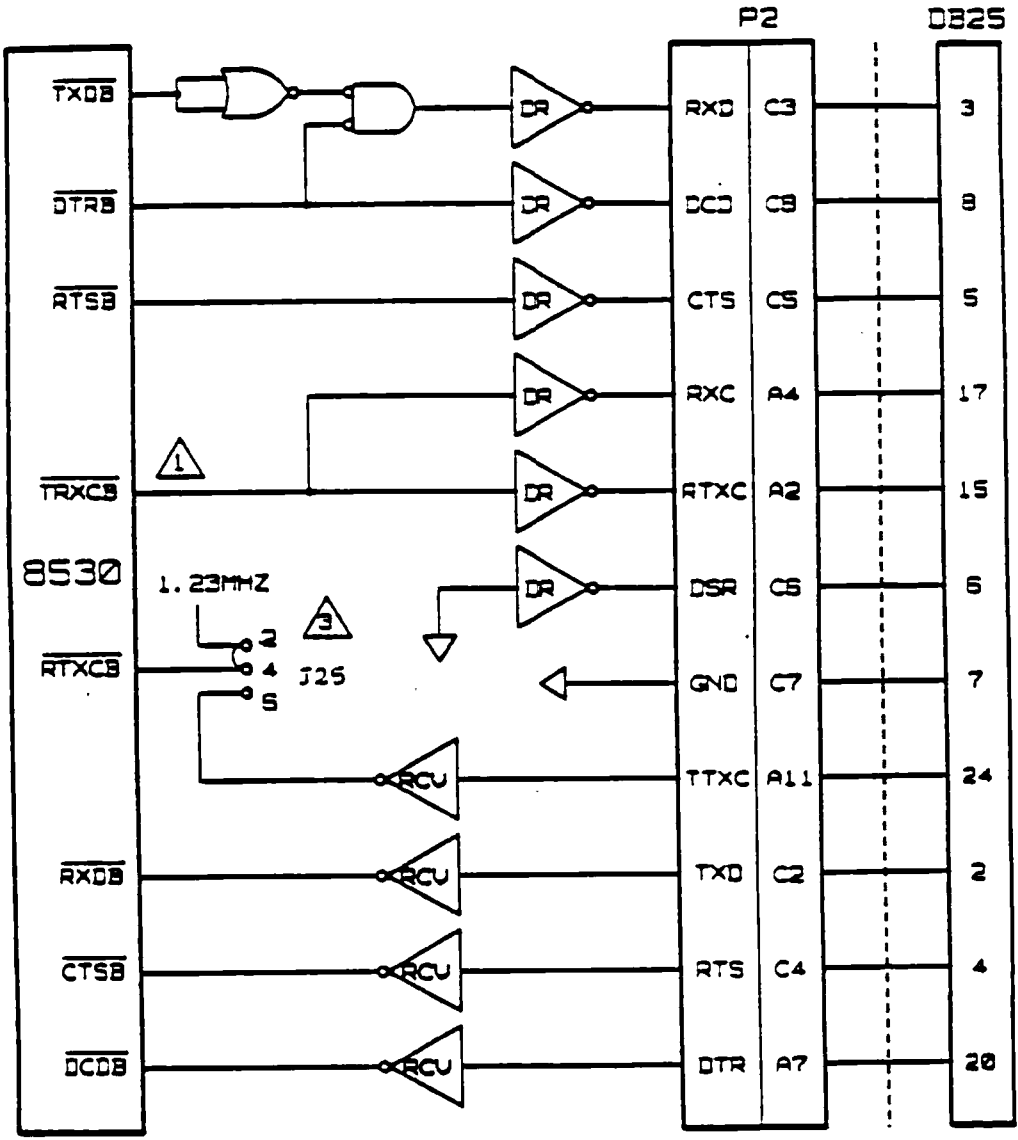 P2 DB25
TXDB DR RXD C3 3
DTRB DR DCD C8 8
RTSB DR CTS C5 5
DR RXC A4 17
1
TRXCB DR RTXC A2 15
8530
1.23MHZ DR DSR C6 6
3
2
RTXCB 4 J25 GND C7 7
5
RCV TTXC A11 24
RXDB RCV TXD C2 2
CTSB RCV RTS C4 4
DCDB RCV DTR A7 20